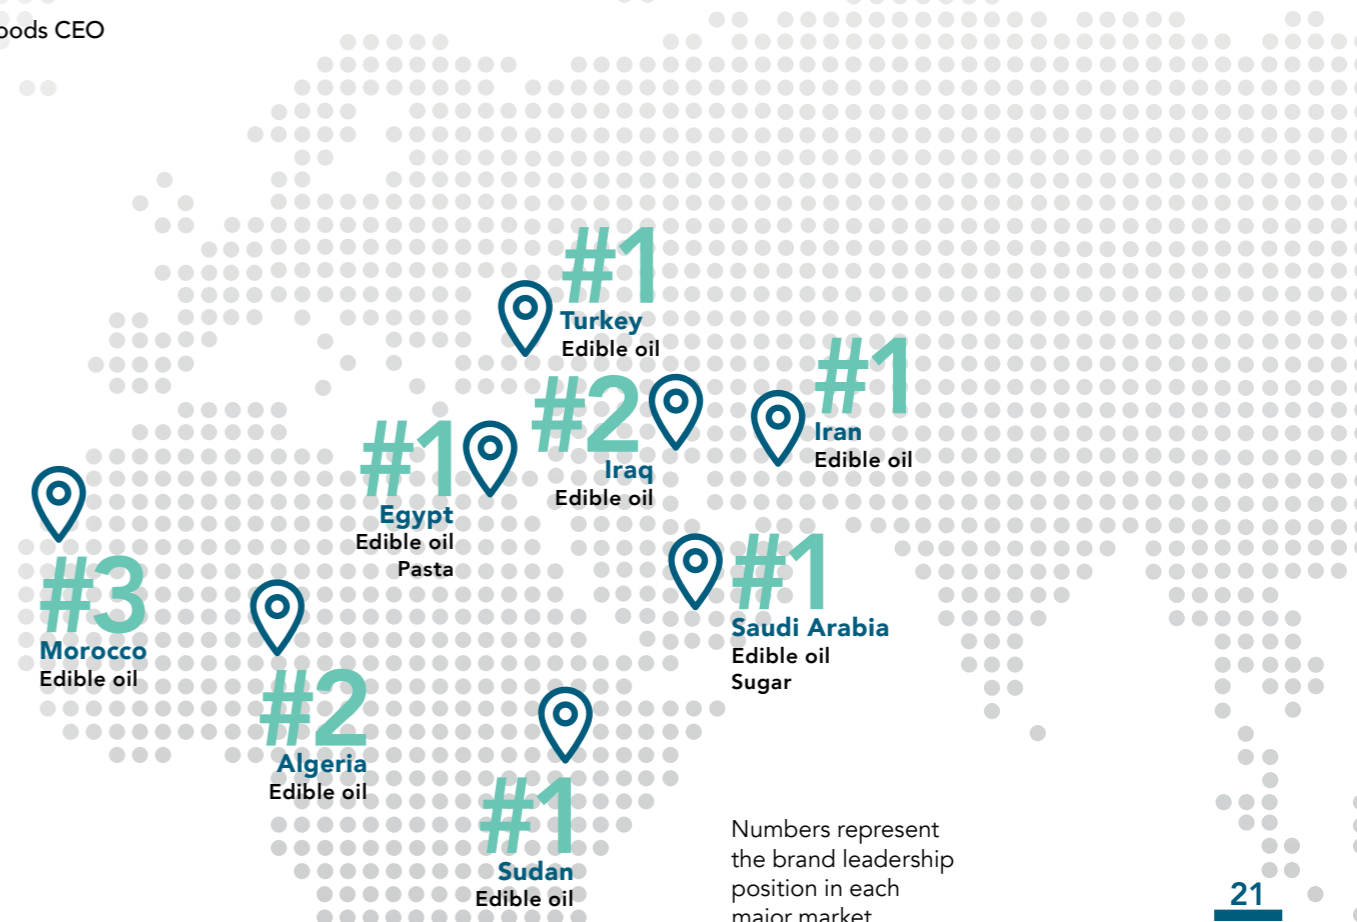 CEO
#1
Turkey
Edible oil
#2
Iraq
Edible oil
#1
Iran
Edible oil
#1
Egypt
Edible oil
Pasta
#3
Morocco
Edible oil
#1
Saudi Arabia
Edible oil
Sugar
#2
Algeria
Edible oil
#1
Sudan
Edible oil
Numbers represent
the brand leadership
position in each
major market
21